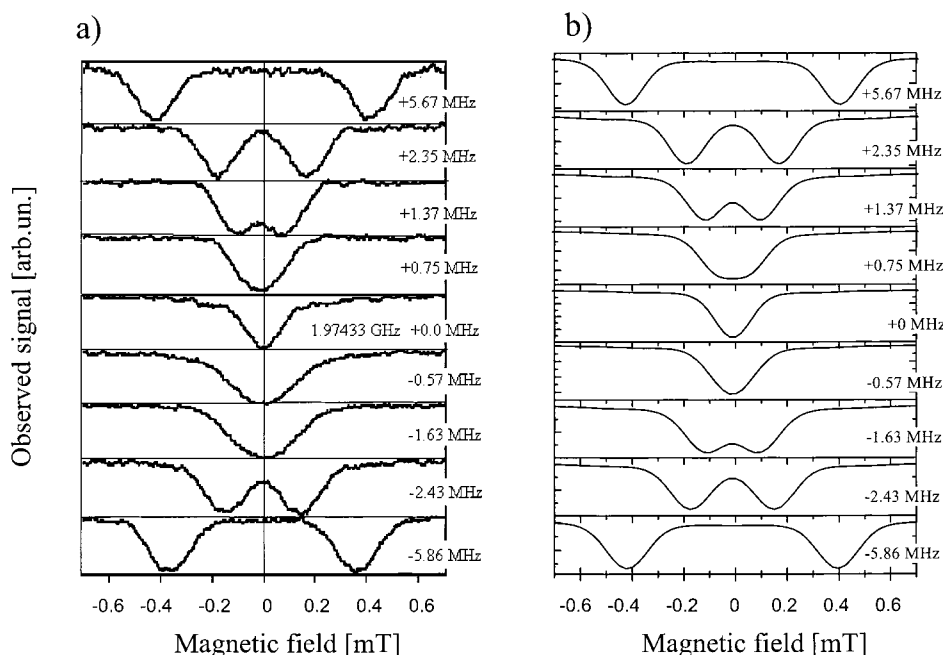 a)
b)
Observed signal [arb.un.]
+5.67 MHz
+2.35 MHz
+1.37 MHz
+0.75 MHz
1.97433 GHz +0.0 MHz
-0.57 MHz
-1.63 MHz
-2.43 MHz
-5.86 MHz
-0.6 -0.4 -0.2 0 0.2 0.4 0.6
Magnetic field [mT]
+5.67 MHz
+2.35 MHz
+1.37 MHz
+0.75 MHz
+0 MHz
-0.57 MHz
-1.63 MHz
-2.43 MHz
-5.86 MHz
-0.6 -0.4 -0.2 0 0.2 0.4 0.6
Magnetic field [mT]